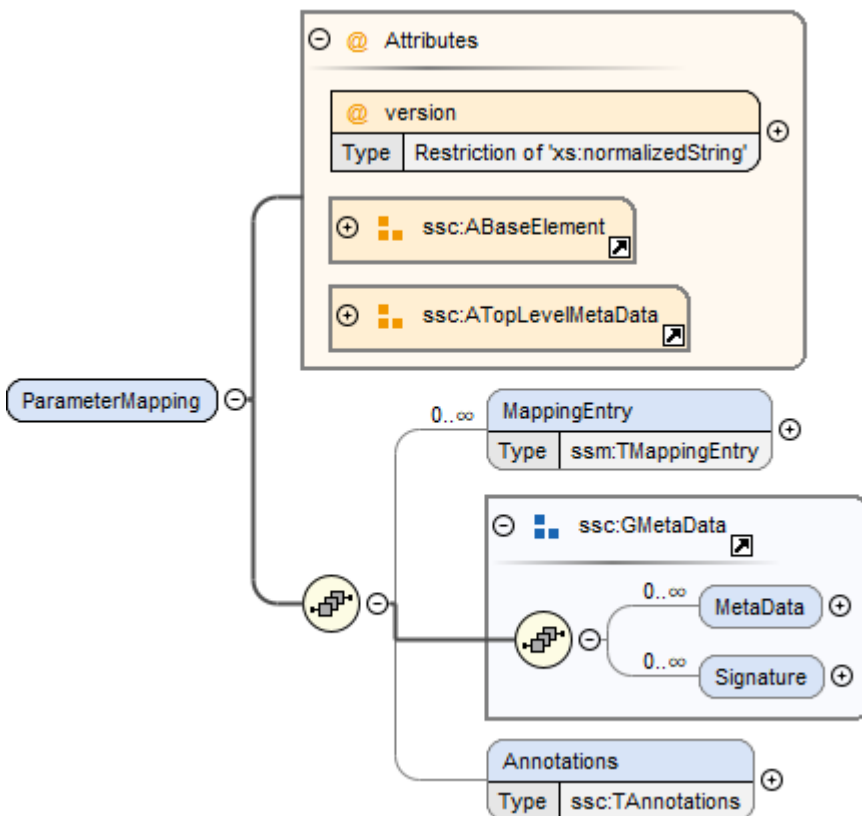 @ Attributes
@ version
Type Restriction of 'xs:normalizedString'
ssc:ABaseElement
ssc:ATopLevelMetaData
ParameterMapping
0..∞ MappingEntry
Type ssm:TMappingEntry
ssc:GMetaData
0..∞ MetaData
0..∞ Signature
Annotations
Type ssc:TAnnotations